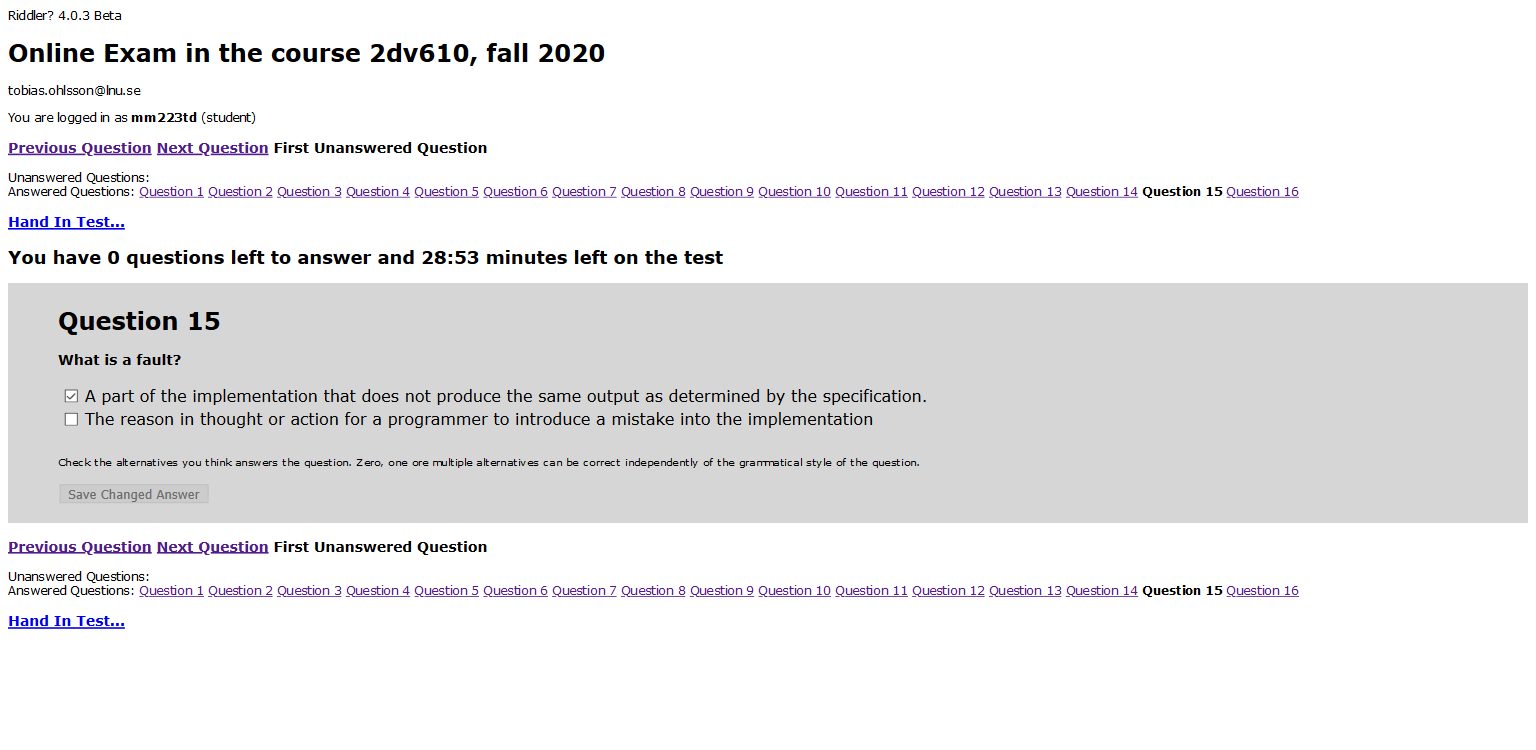 Riddler? 4.0.3 Beta
Online Exam in the course 2dv610, fall 2020
tobias.ohlsson@lnu.se
You are logged in as mm223td (student)
Previous Question Next Question First Unanswered Question
Unanswered Questions:
Answered Questions: Question 1 Question 2 Question 3 Question 4 Question 5 Question 6 Question 7 Question 8 Question 9 Question 10 Question 11 Question 12 Question 13 Question 14 Question 15 Question 16
Hand In Test...
You have 0 questions left to answer and 28:53 minutes left on the test
Question 15
What is a fault?
A part of the implementation that does not produce the same output as determined by the specification.
The reason in thought or action for a programmer to introduce a mistake into the implementation
Check the alternatives you think answers the question. Zero, one ore multiple alternatives can be correct independently of the grammatical style of the question.
Save Changed Answer
Previous Question Next Question First Unanswered Question
Unanswered Questions:
Answered Questions: Question 1 Question 2 Question 3 Question 4 Question 5 Question 6 Question 7 Question 8 Question 9 Question 10 Question 11 Question 12 Question 13 Question 14 Question 15 Question 16
Hand In Test...